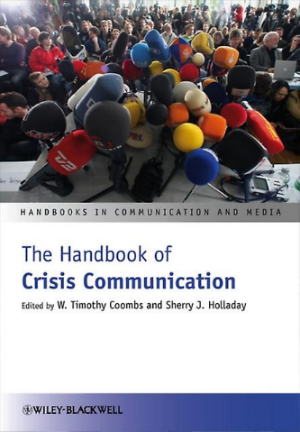 HANDBOOKS IN COMMUNICATION AND MEDIA
The Handbook of
Crisis Communication
Edited by W. Timothy Coombs and Sherry J. Holladay
WILEY-BLACKWELL